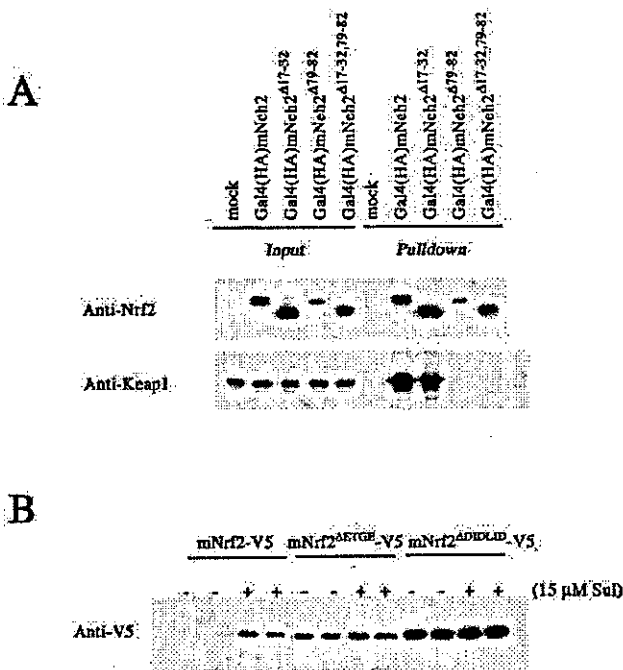 A
mock
Gal4(HA)mNeh2
Gal4(HA)mNeh2Δ17-32
Gal4(HA)mNeh2Δ79-82
Gal4(HA)mNeh2Δ17-32,79-82
mock
Gal4(HA)mNeh2
Gal4(HA)mNeh2Δ17-32
Gal4(HA)mNeh2Δ79-82
Gal4(HA)mNeh2Δ17-32,79-82
Input Pulldown
Anti-Nrf2
Anti-Keap1
B
mNrf2-V5 mNrf2ΔETGE-V5 mNrf2ΔDIDLID-V5
- - + + - - + + - - + + (15 μM Sul)
Anti-V5